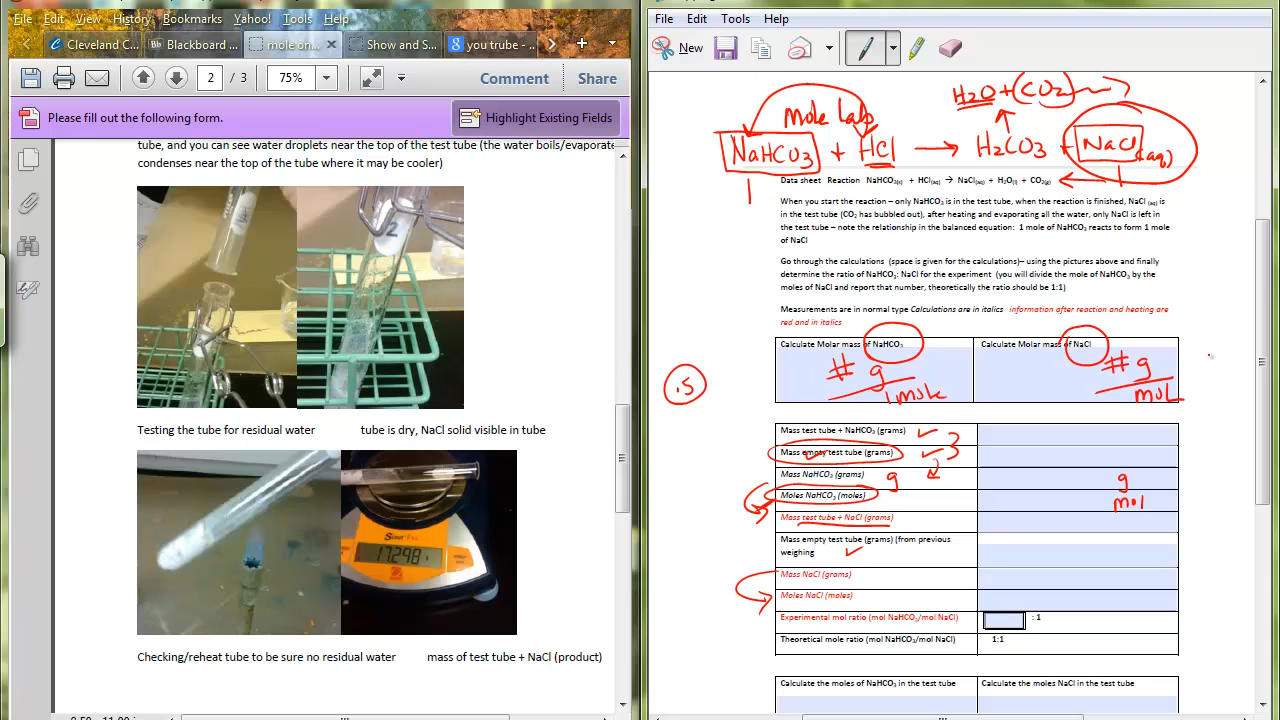 File Edit View History Bookmarks Yahoo! Tools Help
Cleveland C...
Blackboard ...
mole on...
Show and S...
you trube - ...
2 / 3
75%
Comment
Share
Please fill out the following form.
Highlight Existing Fields
tube, and you can see water droplets near the top of the test tube (the water boils/evaporate
condenses near the top of the tube where it may be cooler)
Testing the tube for residual water
tube is dry, NaCl solid visible in tube
17.298
Checking/reheat tube to be sure no residual water
mass of test tube + NaCl (product)
File Edit Tools Help
New
H2O + CO2
mole lab
NaHCO3 + HCl → H2CO3 + NaCl (aq)
1 1
Data sheet Reaction NaHCO3(s) + HCl(aq) → NaCl(aq) + H2O(l) + CO2(g)
When you start the reaction – only NaHCO3 is in the test tube, when the reaction is finished, NaCl (aq) is
in the test tube (CO2 has bubbled out), after heating and evaporating all the water, only NaCl is left in
the test tube – note the relationship in the balanced equation: 1 mole of NaHCO3 reacts to form 1 mole
of NaCl
Go through the calculations (space is given for the calculations)– using the pictures above and finally
determine the ratio of NaHCO3: NaCl for the experiment (you will divide the mole of NaHCO3 by the
moles of NaCl and report that number, theoretically the ratio should be 1:1)
Measurements are in normal type Calculations are in italics information after reaction and heating are
red and in italics
Calculate Molar mass of NaHCO3
Calculate Molar mass of NaCl
# g
1 mole
# g
mol
.5
Mass test tube + NaHCO3 (grams)
Mass empty test tube (grams)
Mass NaHCO3 (grams) g
g
Moles NaHCO3 (moles)
mol
Mass test tube + NaCl (grams)
Mass empty test tube (grams) (from previous
weighing
Mass NaCl (grams)
Moles NaCl (moles)
Experimental mol ratio (mol NaHCO3/mol NaCl) : 1
Theoretical mole ratio (mol NaHCO3/mol NaCl) 1:1
Calculate the moles of NaHCO3 in the test tube
Calculate the moles NaCl in the test tube